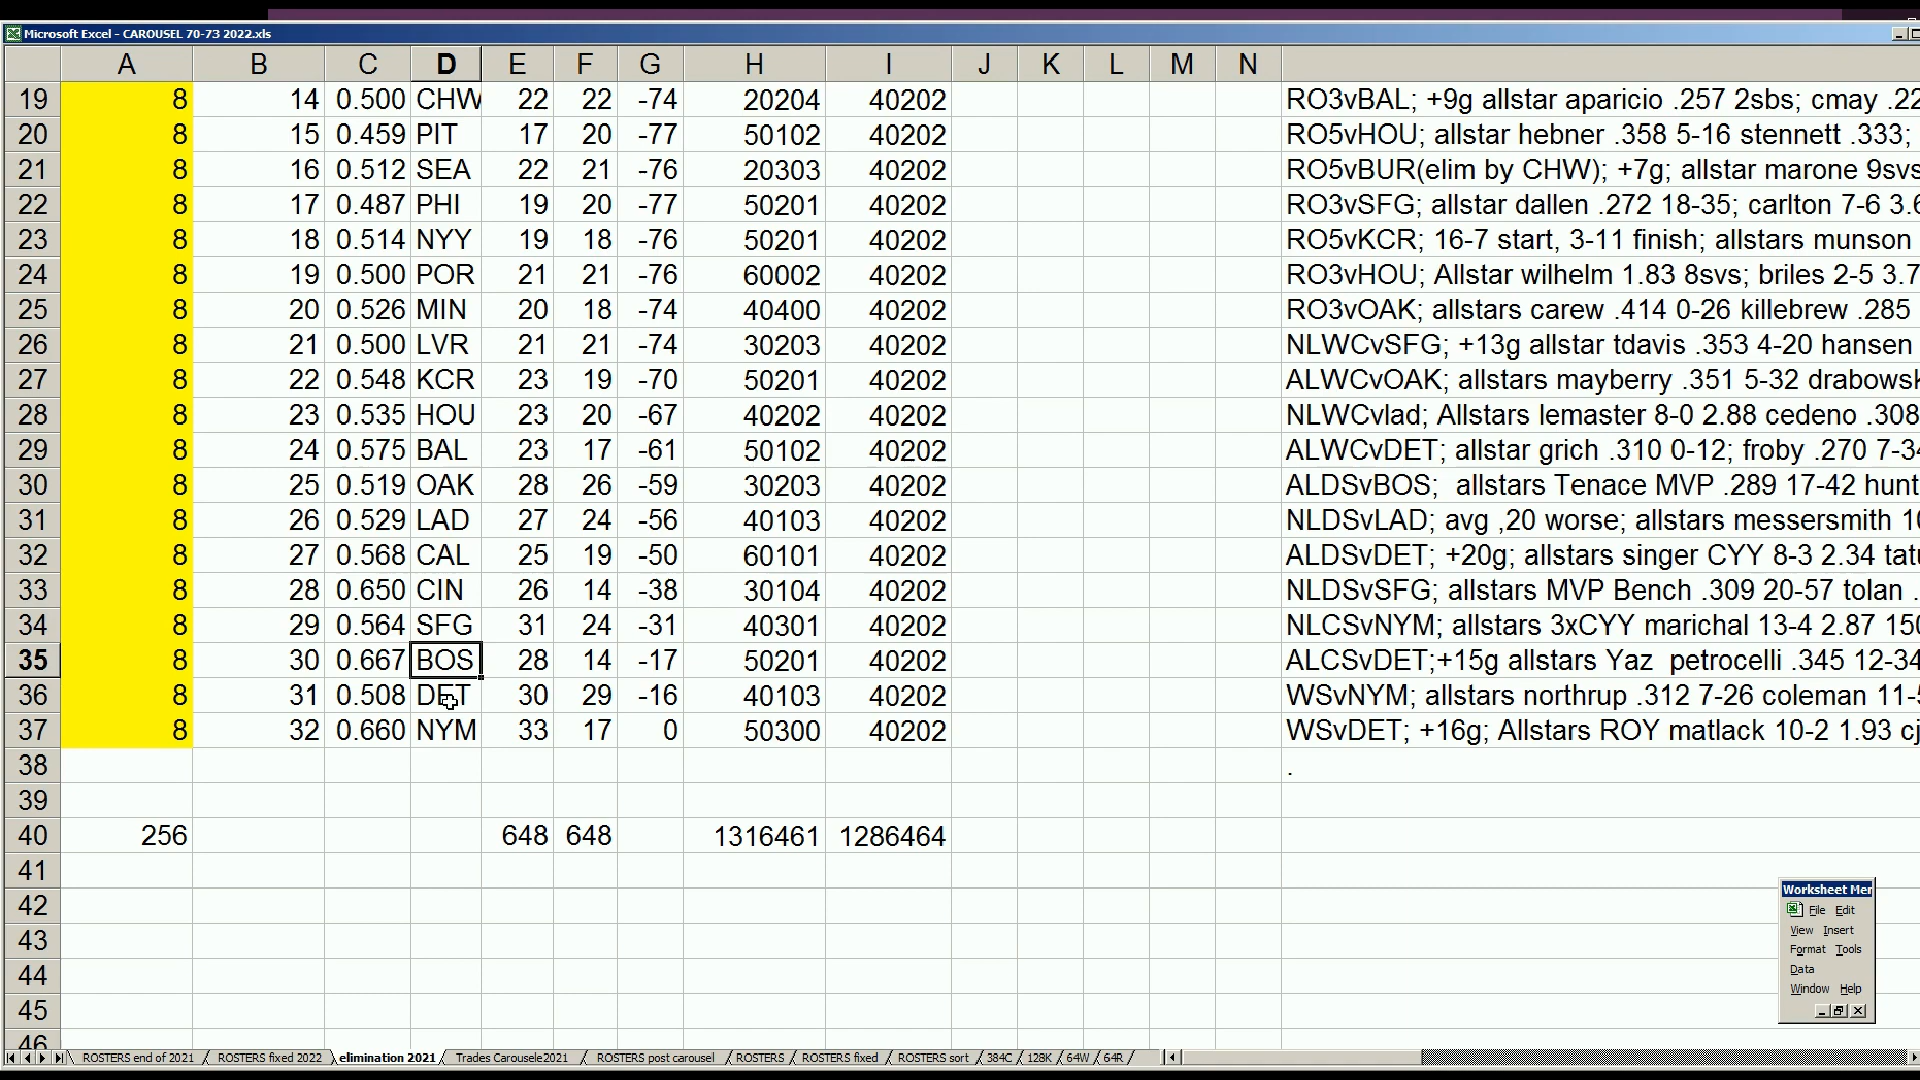 Microsoft Excel - CAROUSEL 70-73 2022.xls
A B C D E F G H I J K L M N
19 8 14 0.500 CHW 22 22 -74 20204 40202 RO3vBAL; +9g allstar aparicio .257 2sbs; cmay .22
20 8 15 0.459 PIT 17 20 -77 50102 40202 RO5vHOU; allstar hebner .358 5-16 stennett .333;
21 8 16 0.512 SEA 22 21 -76 20303 40202 RO5vBUR(elim by CHW); +7g; allstar marone 9svs
22 8 17 0.487 PHI 19 20 -77 50201 40202 RO3vSFG; allstar dallen .272 18-35; carlton 7-6 3.6
23 8 18 0.514 NYY 19 18 -76 50201 40202 RO5vKCR; 16-7 start, 3-11 finish; allstars munson
24 8 19 0.500 POR 21 21 -76 60002 40202 RO3vHOU; Allstar wilhelm 1.83 8svs; briles 2-5 3.7
25 8 20 0.526 MIN 20 18 -74 40400 40202 RO3vOAK; allstars carew .414 0-26 killebrew .285
26 8 21 0.500 LVR 21 21 -74 30203 40202 NLWCvSFG; +13g allstar tdavis .353 4-20 hansen
27 8 22 0.548 KCR 23 19 -70 50201 40202 ALWCvOAK; allstars mayberry .351 5-32 drabowsk
28 8 23 0.535 HOU 23 20 -67 40202 40202 NLWCvlad; Allstars lemaster 8-0 2.88 cedeno .308
29 8 24 0.575 BAL 23 17 -61 50102 40202 ALWCvDET; allstar grich .310 0-12; froby .270 7-34
30 8 25 0.519 OAK 28 26 -59 30203 40202 ALDSvBOS; allstars Tenace MVP .289 17-42 hunt
31 8 26 0.529 LAD 27 24 -56 40103 40202 NLDSvLAD; avg ,20 worse; allstars messersmith 10
32 8 27 0.568 CAL 25 19 -50 60101 40202 ALDSvDET; +20g; allstars singer CYY 8-3 2.34 tatu
33 8 28 0.650 CIN 26 14 -38 30104 40202 NLDSvSFG; allstars MVP Bench .309 20-57 tolan .
34 8 29 0.564 SFG 31 24 -31 40301 40202 NLCSvNYM; allstars 3xCYY marichal 13-4 2.87 150
35 8 30 0.667 BOS 28 14 -17 50201 40202 ALCSvDET;+15g allstars Yaz petrocelli .345 12-34
36 8 31 0.508 DET 30 29 -16 40103 40202 WSvNYM; allstars northrup .312 7-26 coleman 11-5
37 8 32 0.660 NYM 33 17 0 50300 40202 WSvDET; +16g; Allstars ROY matlack 10-2 1.93 cj
38 .
39
40 256 648 648 1316461 1286464
41
42
43
44
45
46
Worksheet Mer
File Edit
View Insert
Format Tools
Data
Window Help
ROSTERS end of 2021 ROSTERS fixed 2022 elimination 2021 Trades Carousele2021 ROSTERS post carousel ROSTERS ROSTERS fixed ROSTERS sort 384C 128K 64W 64R